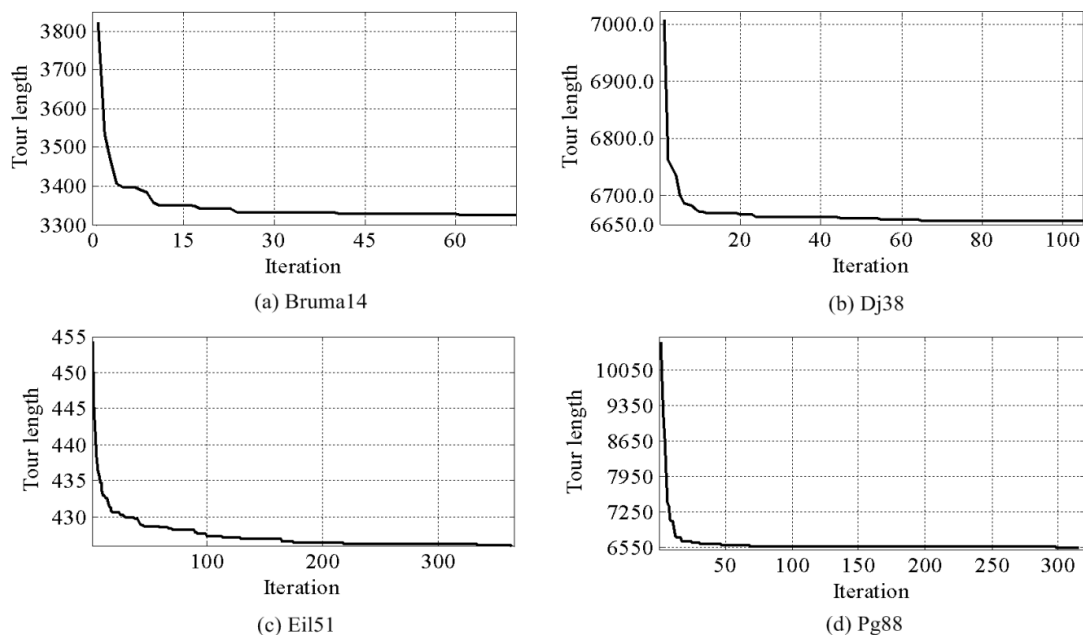 3800
3700
3600
3500
3400
3300
Tour length
0 15 30 45 60
Iteration
(a) Bruma14
7000.0
6900.0
6800.0
6700.0
6650.0
Tour length
20 40 60 80 100
Iteration
(b) Dj38
455
450
445
440
435
430
Tour length
100 200 300
Iteration
(c) Eil51
10050
9350
8650
7950
7250
6550
Tour length
50 100 150 200 250 300
Iteration
(d) Pg88